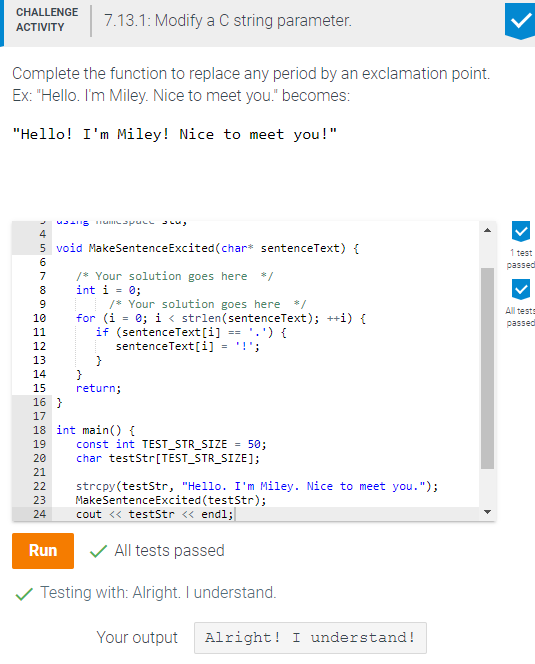 CHALLENGE
ACTIVITY
7.13.1: Modify a C string parameter.
Complete the function to replace any period by an exclamation point.
Ex: "Hello. I'm Miley. Nice to meet you." becomes:
"Hello! I'm Miley! Nice to meet you!"
3 using namespace std;
4
5 void MakeSentenceExcited(char* sentenceText) {
6
7 /* Your solution goes here  */
8 int i = 0;
9 /* Your solution goes here  */
10 for (i = 0; i < strlen(sentenceText); ++i) {
11 if (sentenceText[i] == '.') {
12 sentenceText[i] = '!';
13 }
14 }
15 return;
16 }
17
18 int main() {
19 const int TEST_STR_SIZE = 50;
20 char testStr[TEST_STR_SIZE];
21
22 strcpy(testStr, "Hello. I'm Miley. Nice to meet you.");
23 MakeSentenceExcited(testStr);
24 cout << testStr << endl;
1 test
passed
All tests
passed
Run
All tests passed
Testing with: Alright. I understand.
Your output
Alright! I understand!